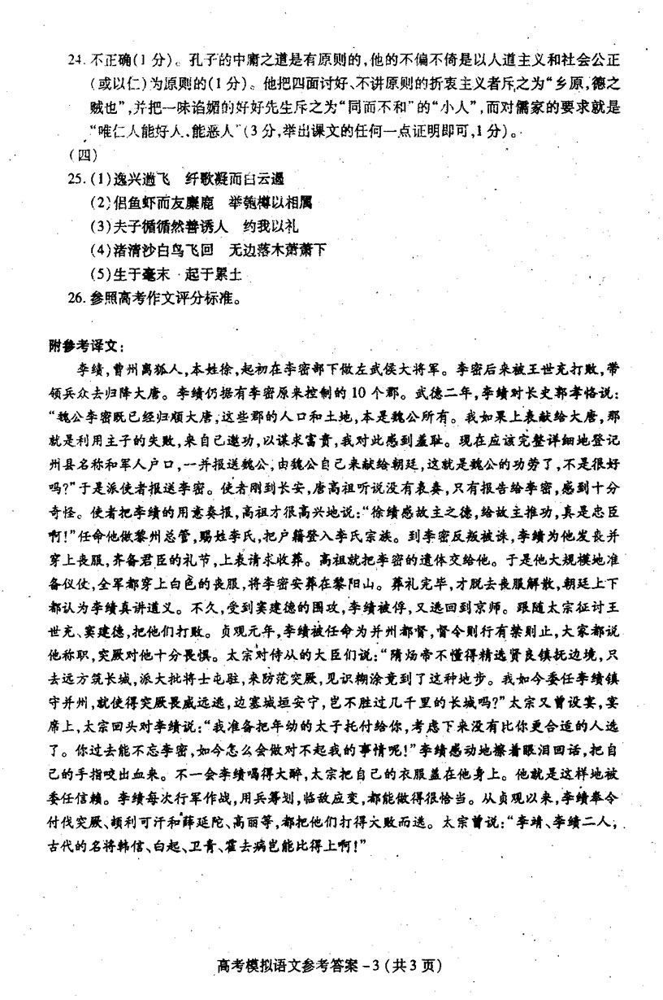 24. 不正确(1分)。孔子的中庸之道是有原则的,他的不偏不倚是以人道主义和社会公正
(或以仁)为原则的(1分)。他把四面讨好、不讲原则的折衷主义者斥之为“乡原,德之
贼也”,并把一味谄媚的好好先生斥之为“同而不和”的“小人”,而对儒家的要求就是
“唯仁人能好人、能恶人”(3分,举出课文的任何一点证明即可,1分)。
(四)
25. (1)逸兴遄飞 纤歌凝而白云遏
(2)侣鱼虾而友麋鹿 举匏樽以相属
(3)夫子循循然善诱人 约我以礼
(4)渚清沙白鸟飞回 无边落木萧萧下
(5)生于毫末 起于累土
26. 参照高考作文评分标准。
附参考译文:
李绩,曹州离狐人,本姓徐,起初在李密部下做左武侯大将军。李密后来被王世充打败,带
领兵众去归降大唐。李绩仍据有李密原来控制的10个郡。武德二年,李绩对长史郭孝恪说:
“魏公李密既已经归顺大唐,这些郡的人口和土地,本是魏公所有。我如果上表献给大唐,那
就是利用主子的失败,来自己邀功,以谋求富贵,我对此感到羞耻。现在应该完整详细地登记
州县名称和军人户口,一并报送魏公,由魏公自己来献给朝廷,这就是魏公的功劳了,不是很好
吗?”于是派使者报送李密。使者刚到长安,唐高祖听说没有表奏,只有报告给李密,感到十分
奇怪。使者把李绩的用意奏报,高祖才很高兴地说:“徐绩感故主之德,给故主推功,真是忠臣
啊!”任命他做黎州总管,赐姓李氏,把户籍登入李氏宗族。到李密反叛被诛,李绩为他发丧并
穿上丧服,齐备君臣的礼节,上表请求收葬。高祖就把李密的遗体交给他。于是他大规模地准
备仪仗,全军都穿上白色的丧服,将李密安葬在黎阳山。葬礼完毕,才脱去丧服解散,朝廷上下
都认为李绩真讲道义。不久,受到窦建德的围攻,李绩被俘,又逃回到京师。跟随太宗征讨王
世充、窦建德,把他们打败。贞观元年,李绩被任命为并州都督,督令则行有禁则止,大家都说
他称职,突厥对他十分畏惧。太宗对侍从的大臣们说:“隋炀帝不懂得精选贤良镇抚边境,只
去远方筑长城,派大批将士屯驻,来防范突厥,见识糊涂竟到了这种地步。我如今委任李绩镇
守并州,就使得突厥畏威远逃,边塞城垣安宁,岂不胜过几千里的长城吗?”太宗又曾设宴,宴
席上,太宗回头对李绩说:“我准备把年幼的太子托付给你,考虑下来没有比你更合适的人选
了。你过去能不忘李密,如今怎么会做对不起我的事情呢!”李绩感动地擦着眼泪回话,把自
己的手指咬出血来。不一会李绩喝得大醉,太宗把自己的衣服盖在他身上。他就是这样地被
委任信赖。李绩每次行军作战,用兵筹划,临敌应变,都能做得很恰当。从贞观以来,李绩奉令
付伐突厥、颉利可汗和薛延陀、高丽等,都把他们打得大败而逃。太宗曾说:“李靖、李绩二人,
古代的名将韩信、白起、卫青、霍去病岂能比得上啊!”
高考模拟语文参考答案-3(共3页)